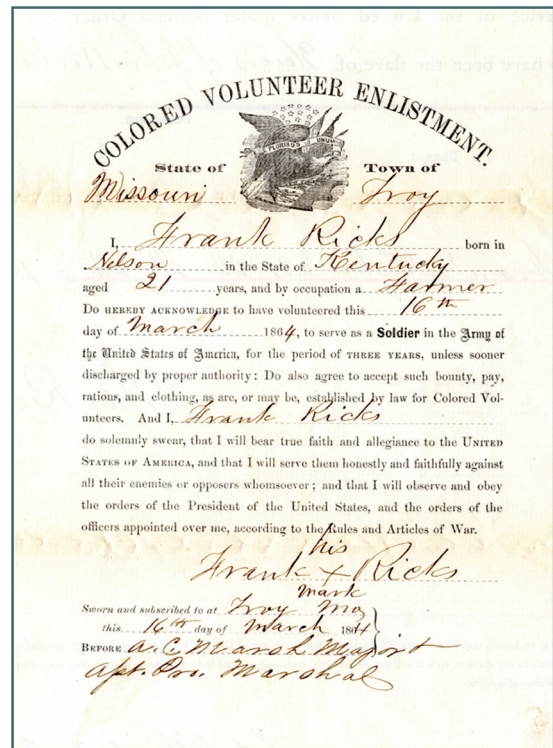 COLORED VOLUNTEER ENLISTMENT.
E PLURIBUS UNUM
State of Town of
Missouri Troy
I, Frank Ricks born in
Nelson in the State of Kentucky
aged 21 years, and by occupation a Farmer
Do HEREBY ACKNOWLEDGE to have volunteered this 16th
day of March 1864, to serve as a Soldier in the Army of
the United States of America, for the period of THREE YEARS, unless sooner
discharged by proper authority: Do also agree to accept such bounty, pay,
rations, and clothing, as are, or may be, established by law for Colored Vol-
unteers. And I, Frank Ricks
do solemnly swear, that I will bear true faith and allegiance to the UNITED
STATES OF AMERICA, and that I will serve them honestly and faithfully against
all their enemies or opposers whomsoever; and that I will observe and obey
the orders of the President of the United States, and the orders of the
officers appointed over me, according to the Rules and Articles of War.
his
Frank + Ricks
mark
Sworn and subscribed to at Troy Mo
this 16th day of March 1864
BEFORE A. C. Marsh Major &
Asst. Pro. Marshal